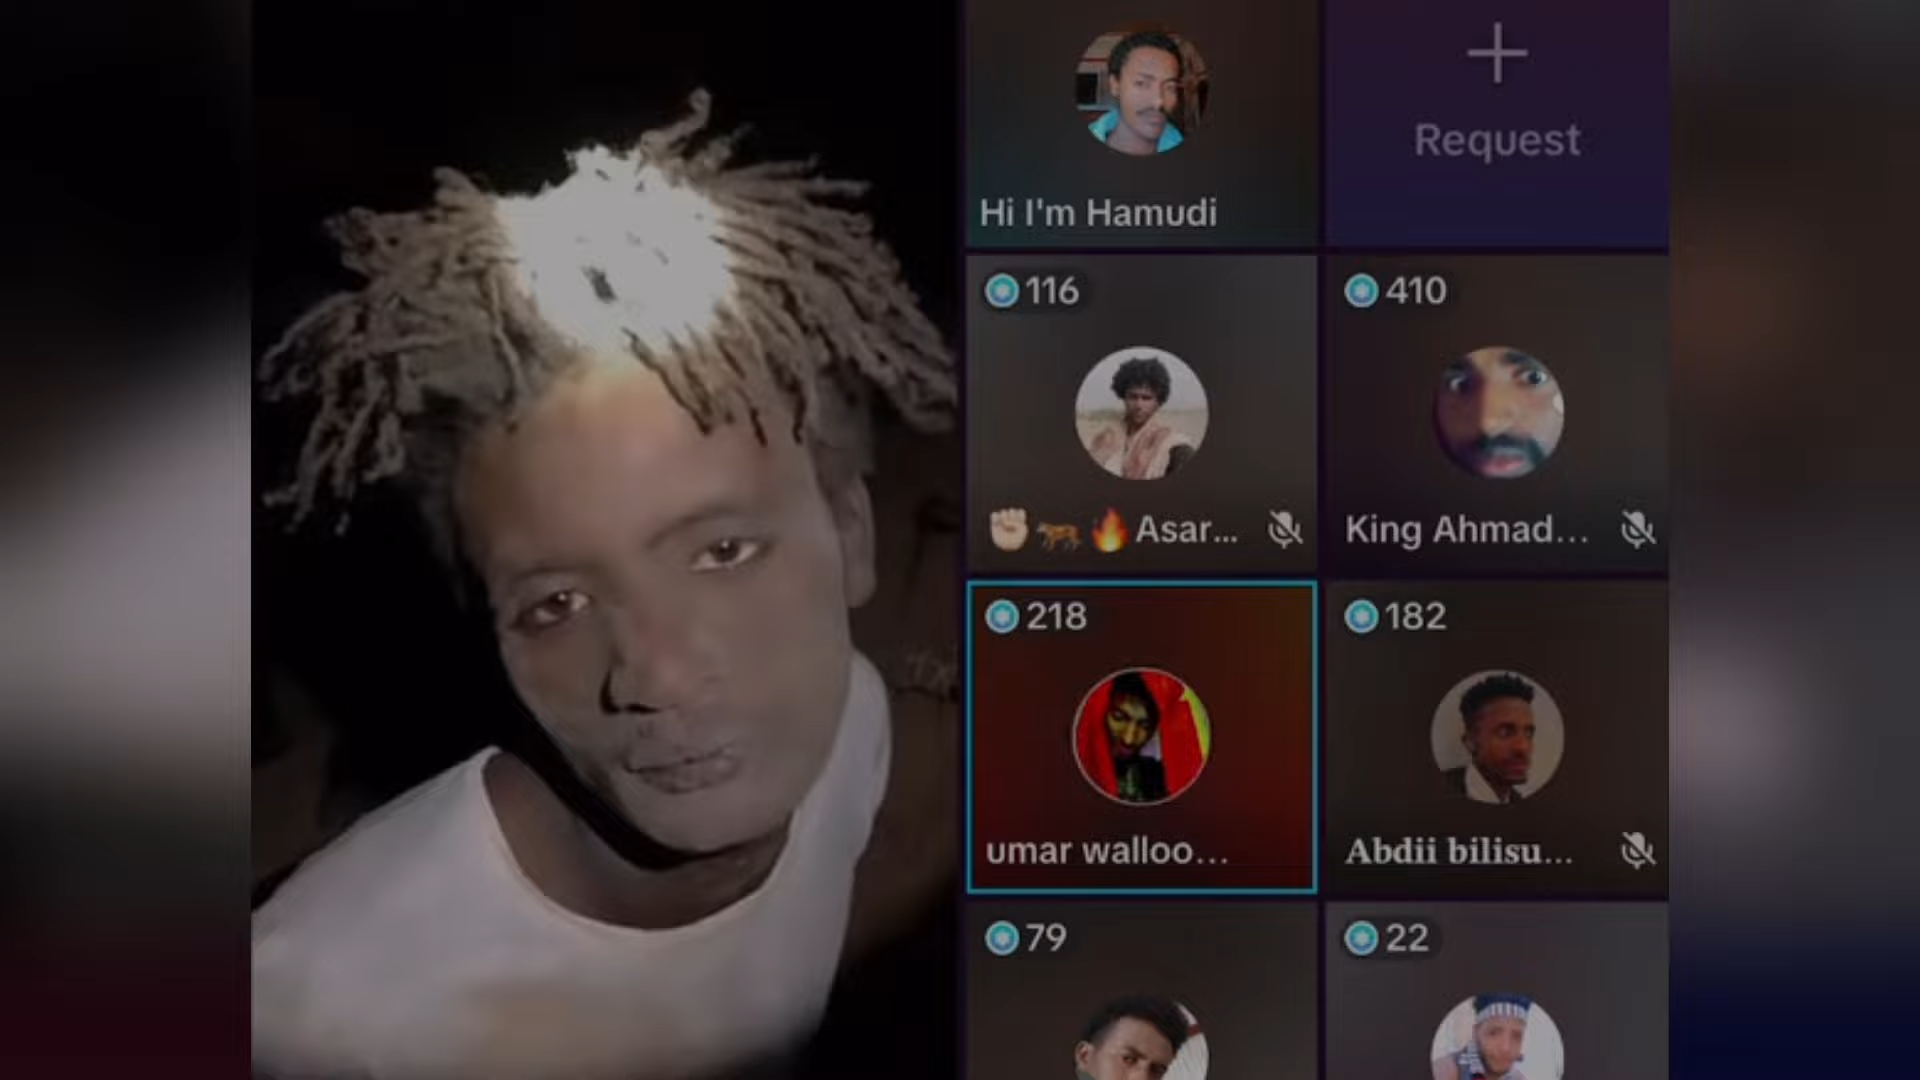 Request
Hi I'm Hamudi
116
410
✊🏼🐅🔥Asar...
King Ahmad...
218
182
umar walloo...
Abdii bilisu...
79
22